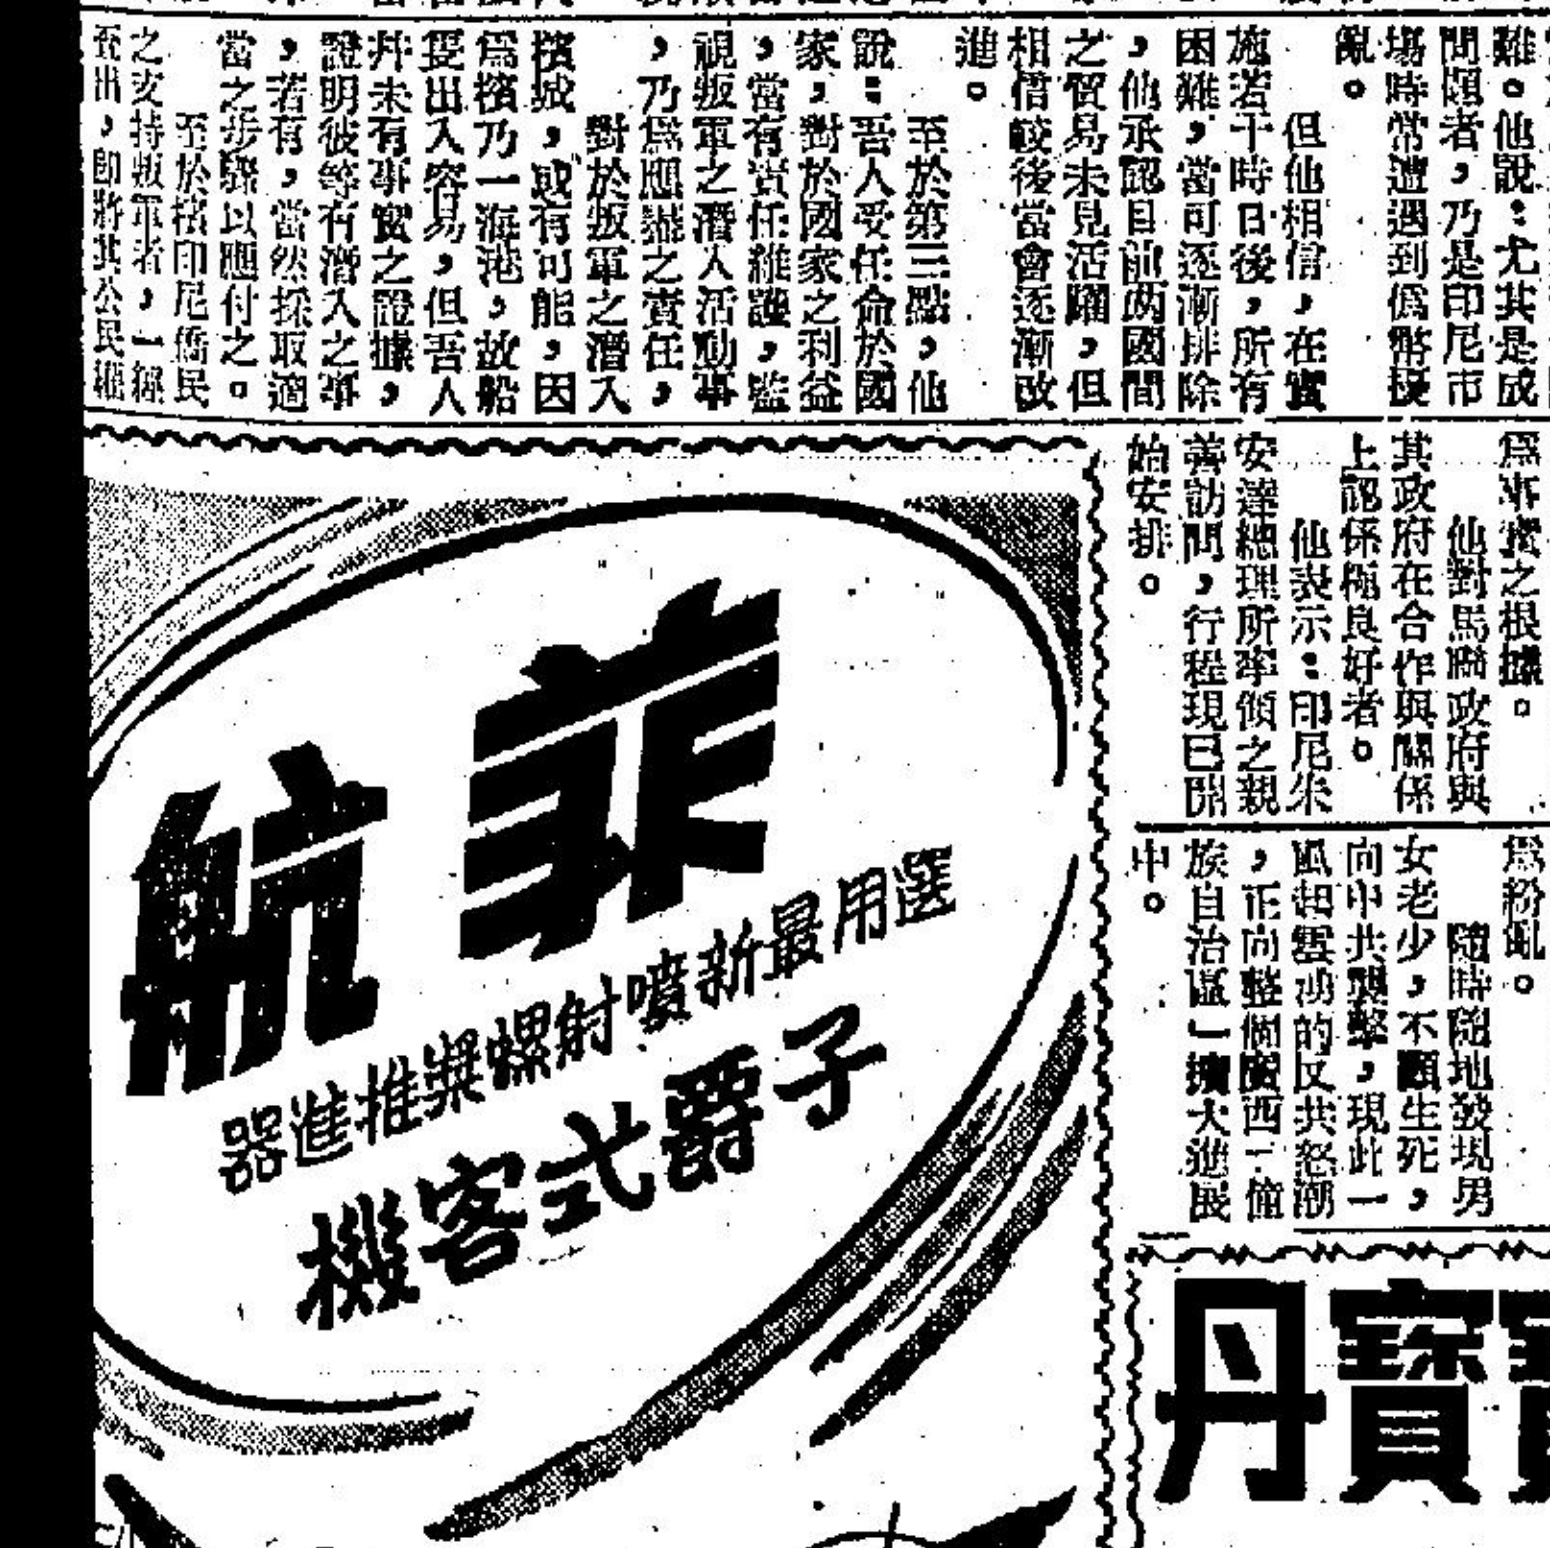 難。他說：尤其是成
問題者，乃是印尼市
場時常遭遇到偽幣擾
亂。
但他相信，在實
施若干時日後，所有
困難，當可逐漸排除
，他承認目前兩國間
之貿易未見活躍，但
相信較後當會逐漸改
進。
至於第三點，他
說：吾人受任命於國
家，對於國家之利益
，當有責任維護，監
視叛軍之潛入活動事
，乃為應盡之責任，
對於叛軍之潛入
檳城，或有可能，因
為檳乃一海港，故船
隻出入容易，但吾人
并未有事實之證據，
證明彼等有潛入之事
，若有，當然採取適
當之步驟以應付之。
至於檳印尼僑民
之支持叛軍者，一經
查出，即將其公民權
為事實之根據。
他對馬聯政府與
其政府在合作與關係
上認係極良好者。
他表示：印尼朱
安達總理所率領之親
善訪問，行程現已開
始安排。
為紛亂。
隨時隨地發現男
女老少，不顧生死，
向中共襲擊，現此一
風起雲湧的反共怒潮
，正向整個廣西「僮
族自治區」擴大進展
中。
菲航
選用最新噴射螺槳推進器
子爵式客機
寶丹